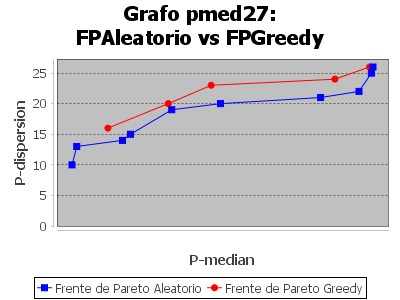 Grafo pmed27:
FPAleatorio vs FPGreedy
25
20
15
10
5
0
P-dispersion
P-median
Frente de Pareto Aleatorio Frente de Pareto Greedy